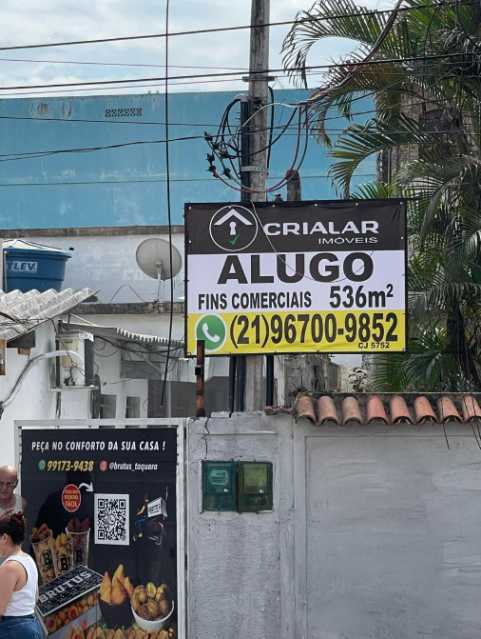 CRIALAR
IMÓVEIS
ALUGO
FINS COMERCIAIS 536m²
(21)96700-9852
CJ 5752
LEV
PEÇA NO CONFORTO DA SUA CASA !
99173-9438 @brutus_taquara
BRUTUS